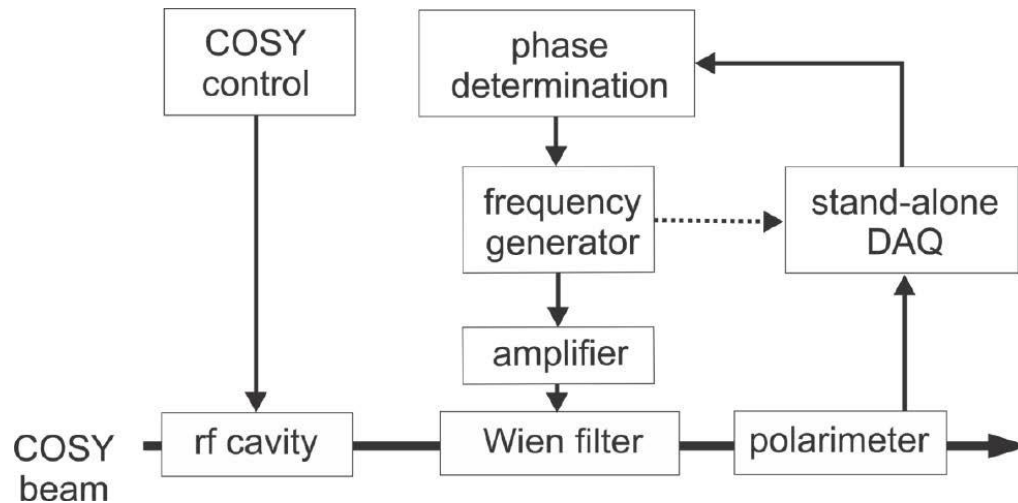 COSY
control
phase
determination
frequency
generator
stand-alone
DAQ
amplifier
COSY
beam
rf cavity
Wien filter
polarimeter